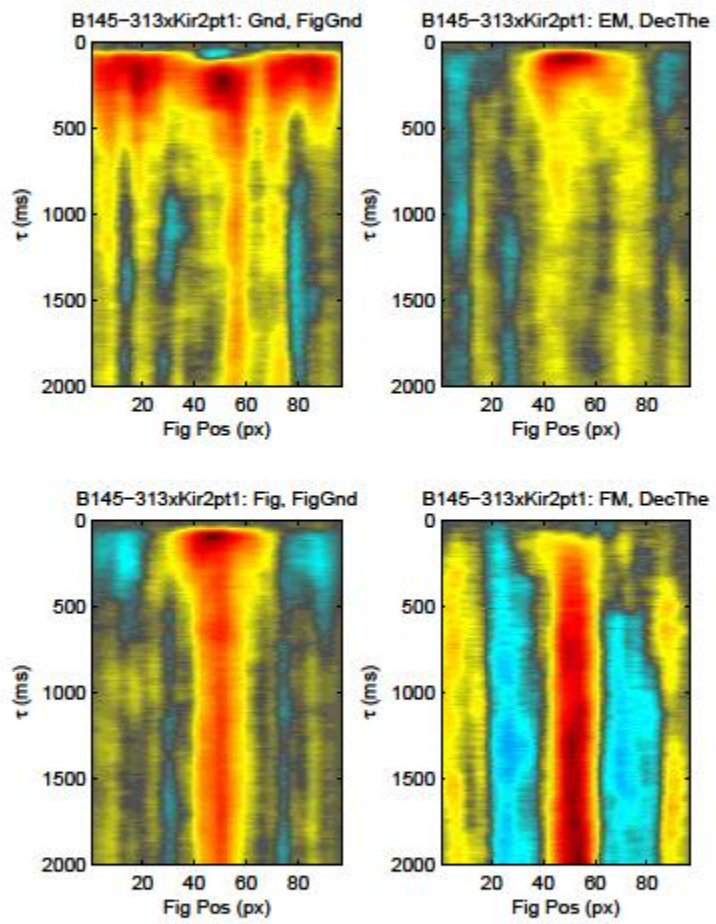 B145-313xKir2pt1: Gnd, FigGnd
0
500
1000
1500
2000
τ (ms)
20 40 60 80
Fig Pos (px)
B145-313xKir2pt1: EM, DecThe
0
500
1000
1500
2000
τ (ms)
20 40 60 80
Fig Pos (px)
B145-313xKir2pt1: Fig, FigGnd
0
500
1000
1500
2000
τ (ms)
20 40 60 80
Fig Pos (px)
B145-313xKir2pt1: FM, DecThe
0
500
1000
1500
2000
τ (ms)
20 40 60 80
Fig Pos (px)